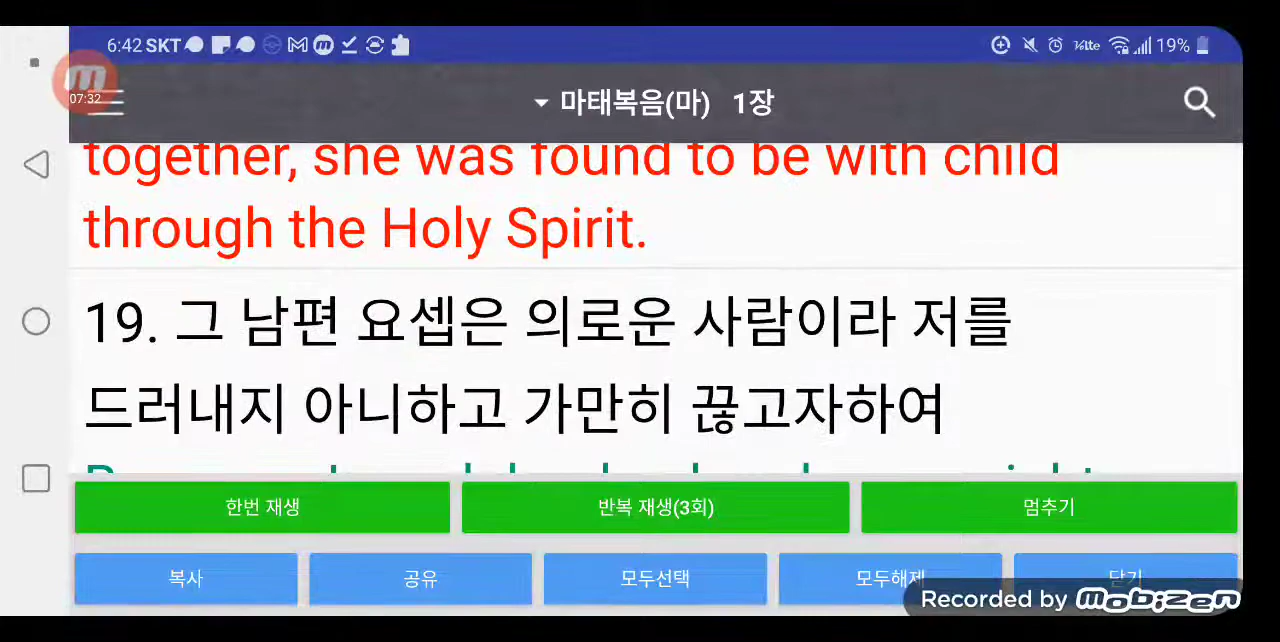 6:42 SKT
19%
07:32
마태복음(마) 1장
together, she was found to be with child
through the Holy Spirit.
19. 그 남편 요셉은 의로운 사람이라 저를
드러내지 아니하고 가만히 끊고자하여
한번 재생 반복 재생(3회) 멈추기
복사 공유 모두선택 모두해제 닫기
Recorded by mobizen